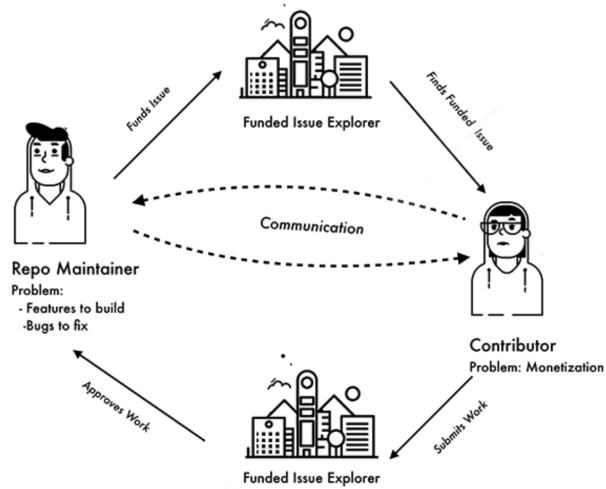 Funds Issue
Funded Issue Explorer
Finds Funded Issue
Communication
Repo Maintainer
Problem:
- Features to build
-Bugs to fix
Contributor
Problem: Monetization
Approves Work
Submits Work
Funded Issue Explorer